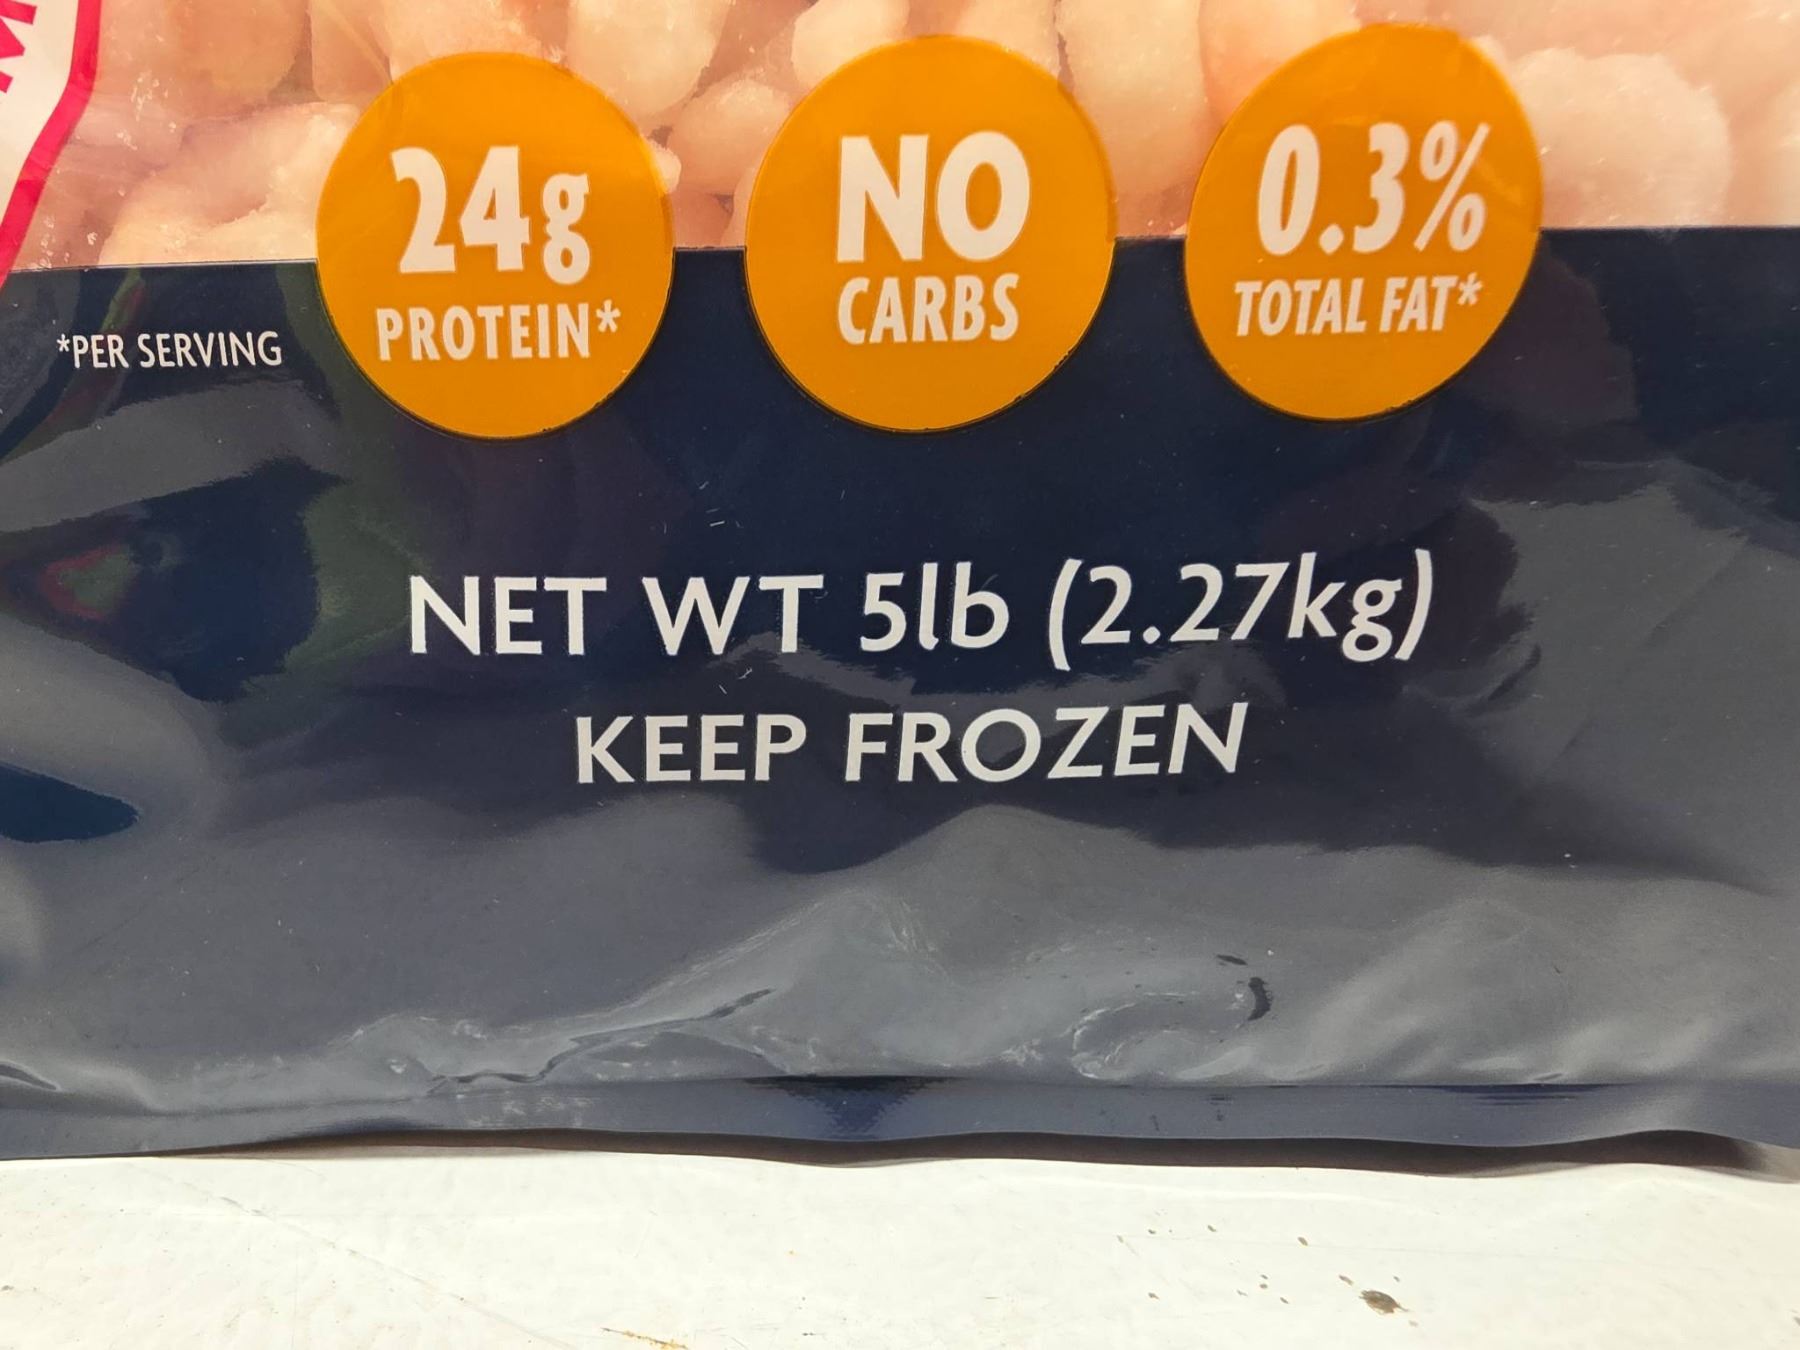 24g
PROTEIN*
NO
CARBS
0.3%
TOTAL FAT*
*PER SERVING
NET WT 5lb (2.27kg)
KEEP FROZEN